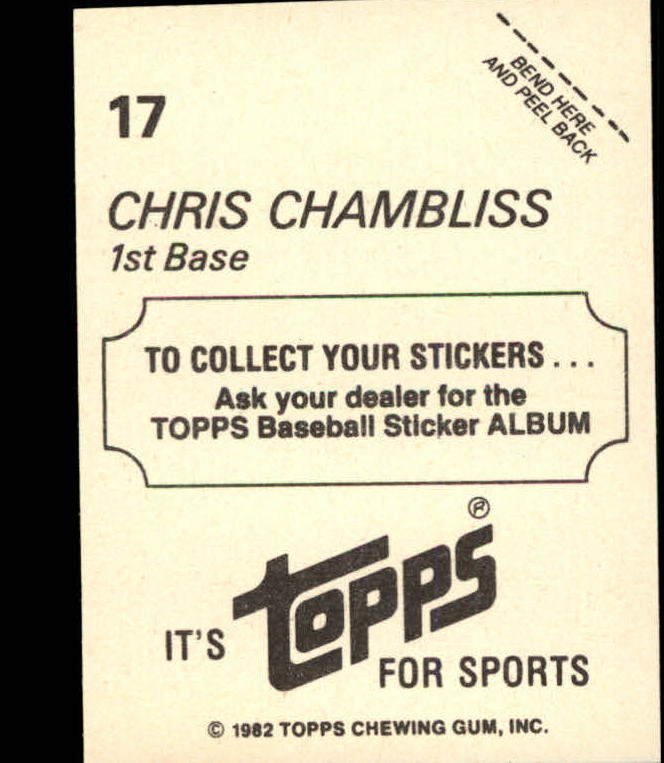 17
BEND HERE
AND PEEL BACK
CHRIS CHAMBLISS
1st Base
TO COLLECT YOUR STICKERS...
Ask your dealer for the
TOPPS Baseball Sticker ALBUM
IT'S topps® FOR SPORTS
© 1982 TOPPS CHEWING GUM, INC.